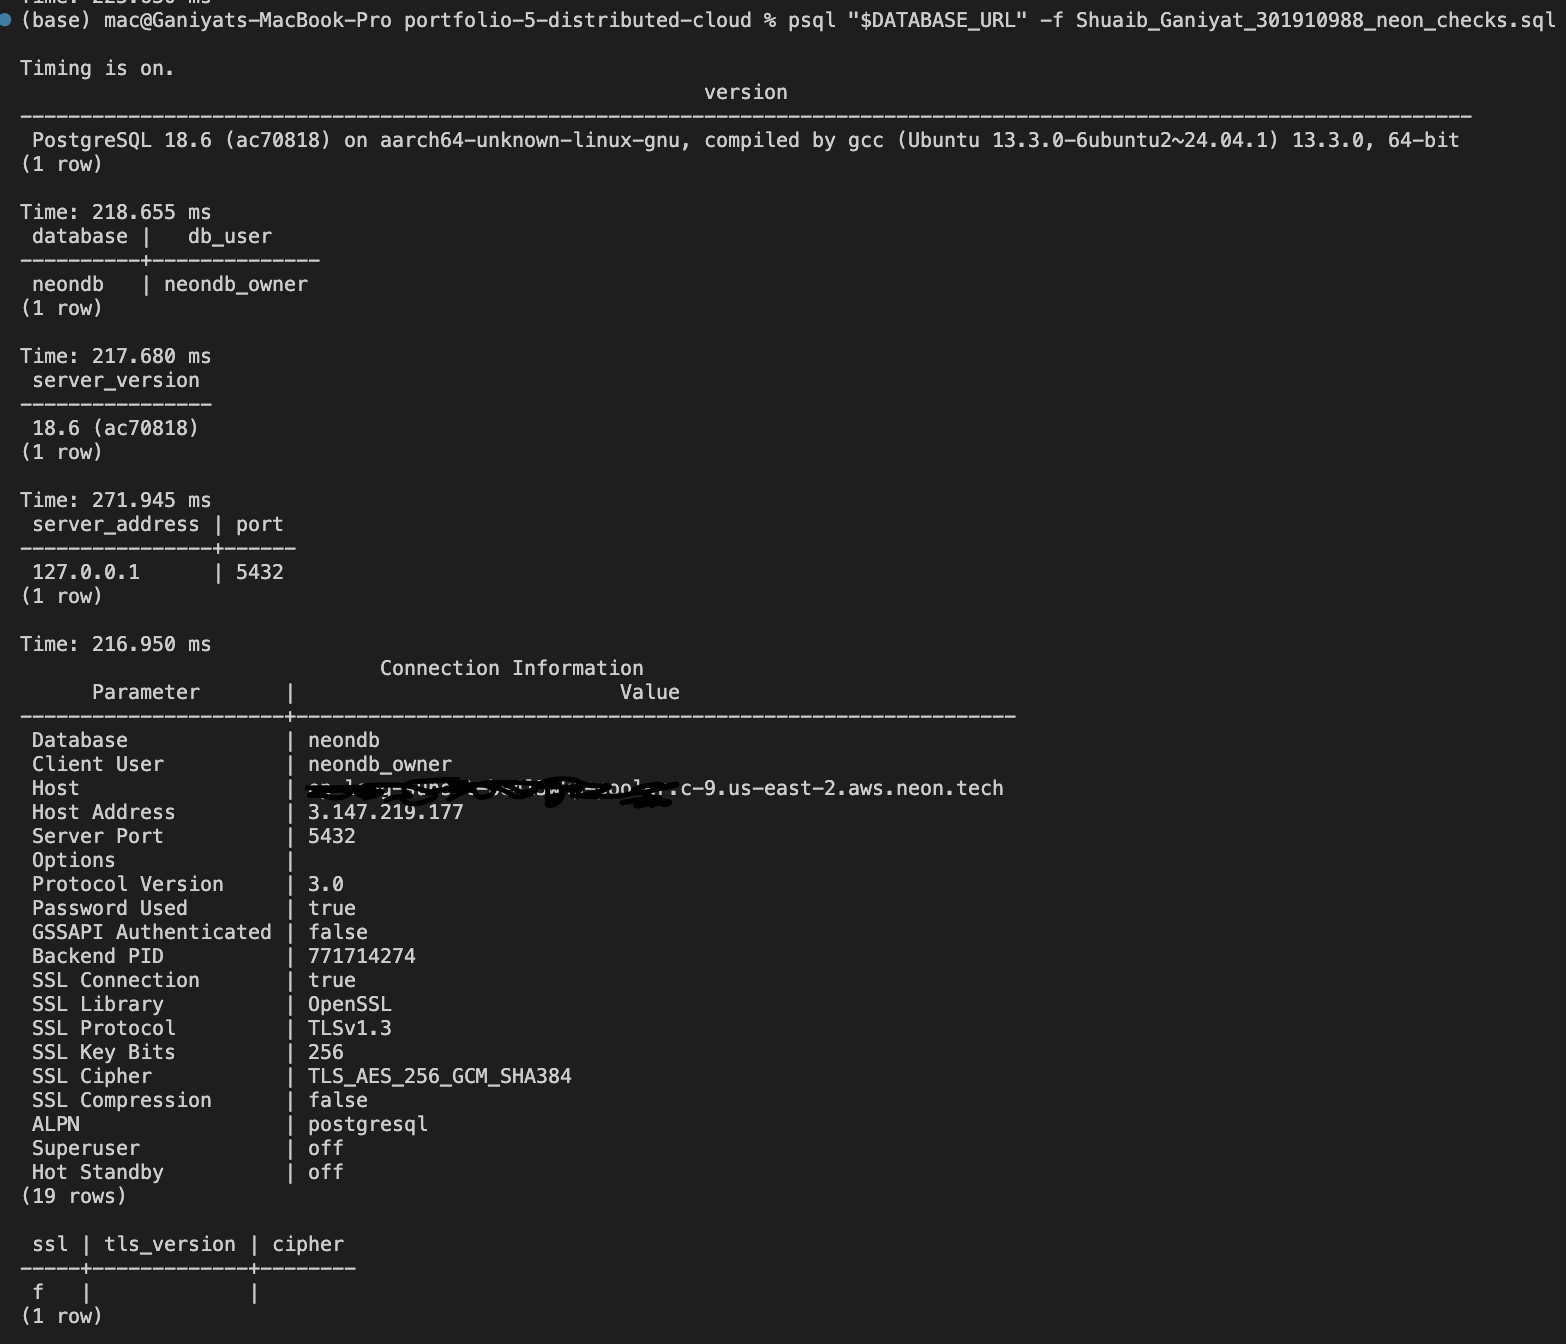 (base) mac@Ganiyats-MacBook-Pro portfolio-5-distributed-cloud % psql "$DATABASE_URL" -f Shuaib_Ganiyat_301910988_neon_checks.sql
Timing is on.
version
PostgreSQL 18.6 (ac70818) on aarch64-unknown-linux-gnu, compiled by gcc (Ubuntu 13.3.0-6ubuntu2~24.04.1) 13.3.0, 64-bit
(1 row)
Time: 218.655 ms
database | db_user
----------+--------------
neondb | neondb_owner
(1 row)
Time: 217.680 ms
server_version
----------------
18.6 (ac70818)
(1 row)
Time: 271.945 ms
server_address | port
----------------+------
127.0.0.1 | 5432
(1 row)
Time: 216.950 ms
Connection Information
Parameter | Value
----------------------+------------------------------------------------------------
Database | neondb
Client User | neondb_owner
Host | .c-9.us-east-2.aws.neon.tech
Host Address | 3.147.219.177
Server Port | 5432
Options |
Protocol Version | 3.0
Password Used | true
GSSAPI Authenticated | false
Backend PID | 771714274
SSL Connection | true
SSL Library | OpenSSL
SSL Protocol | TLSv1.3
SSL Key Bits | 256
SSL Cipher | TLS_AES_256_GCM_SHA384
SSL Compression | false
ALPN | postgresql
Superuser | off
Hot Standby | off
(19 rows)
ssl | tls_version | cipher
-----+-------------+--------
f | |
(1 row)